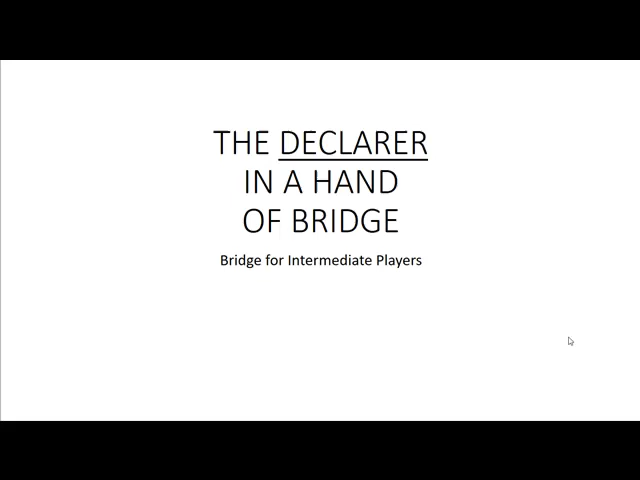 THE DECLARER
IN A HAND
OF BRIDGE
Bridge for Intermediate Players